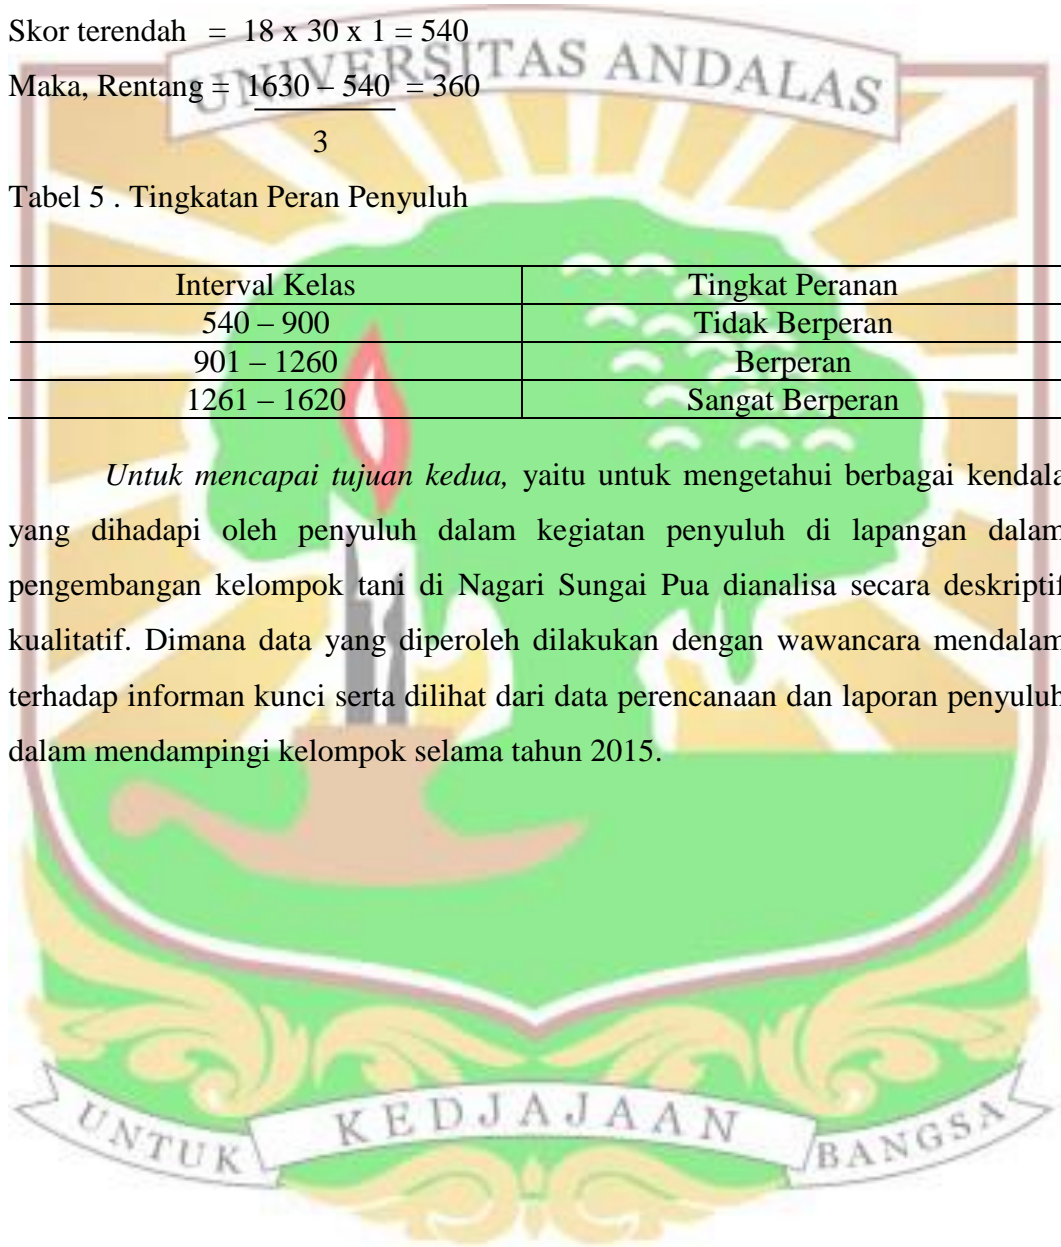 Skor terendah = 18 x 30 x 1 = 540
UNIVERSITAS ANDALAS
Maka, Rentang = 1630 – 540 = 360
3
Tabel 5 . Tingkatan Peran Penyuluh
Interval Kelas Tingkat Peranan
540 – 900 Tidak Berperan
901 – 1260 Berperan
1261 – 1620 Sangat Berperan
Untuk mencapai tujuan kedua, yaitu untuk mengetahui berbagai kendala
yang dihadapi oleh penyuluh dalam kegiatan penyuluh di lapangan dalam
pengembangan kelompok tani di Nagari Sungai Pua dianalisa secara deskriptif
kualitatif. Dimana data yang diperoleh dilakukan dengan wawancara mendalam
terhadap informan kunci serta dilihat dari data perencanaan dan laporan penyuluh
dalam mendampingi kelompok selama tahun 2015.
UNTUK KEDJAJAAN BANGSA